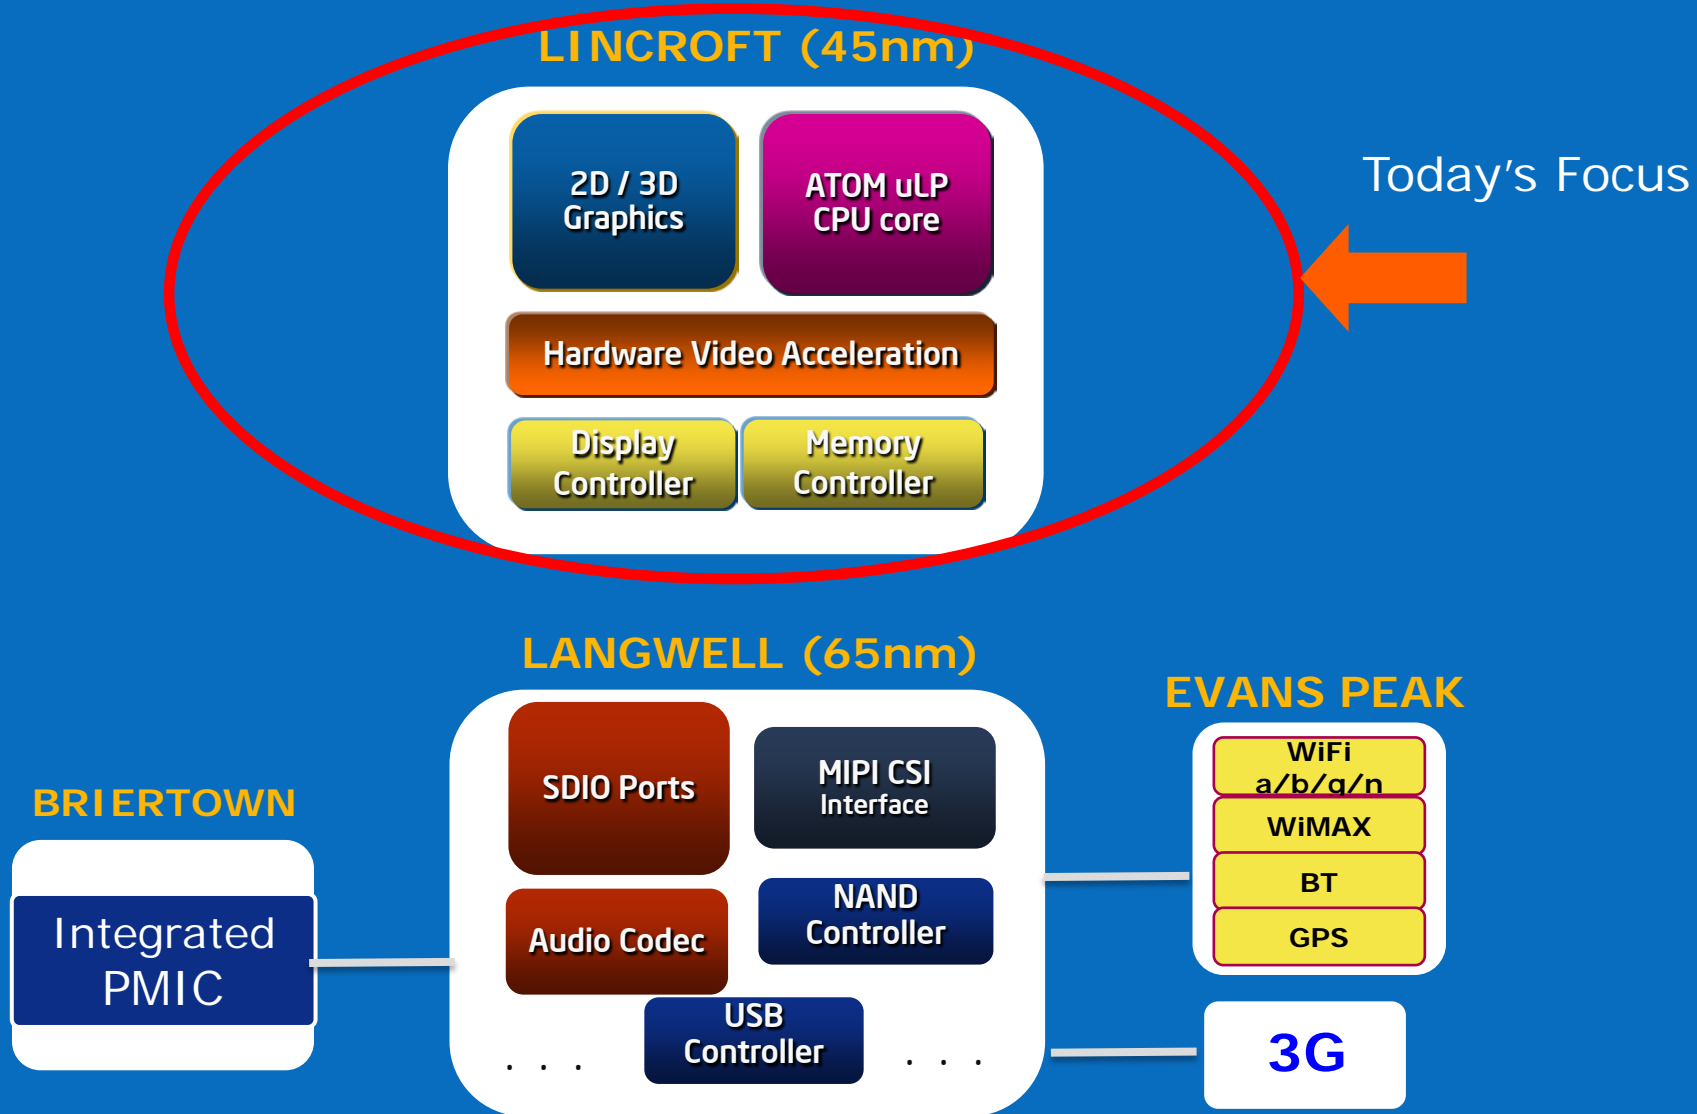 LINCROFT (45nm)
2D / 3D
Graphics
ATOM uLP
CPU core
Today's Focus
Hardware Video Acceleration
Display
Controller
Memory
Controller
LANGWELL (65nm)
EVANS PEAK
BRIERTOWN
SDIO Ports
MIPI CSI
Interface
WiFi
a/b/g/n
WiMAX
BT
GPS
Integrated
PMIC
Audio Codec
NAND
Controller
USB
Controller
. . .
. . .
3G